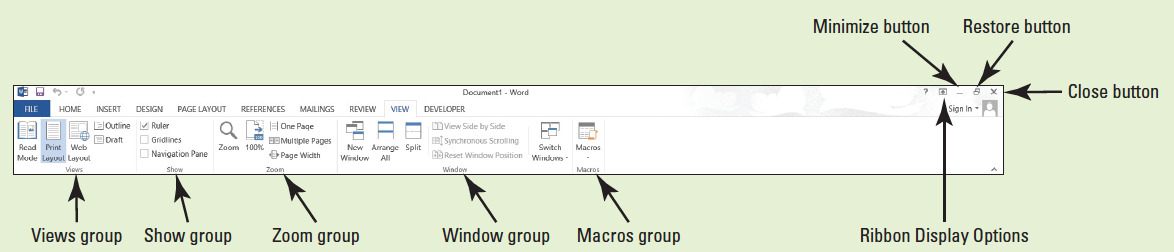 Minimize button Restore button
Document1 - Word ?
Close button
FILE HOME INSERT DESIGN PAGE LAYOUT REFERENCES MAILINGS REVIEW VIEW DEVELOPER Sign in
Outline Ruler One Page View Side by Side
Draft Gridlines Multiple Pages Synchronous Scrolling
Read Mode Print Layout Web Layout Navigation Pane Zoom 100% Page Width New Window Arrange All Split Reset Window Position Switch Windows Macros
Views Show Zoom Window Macros
Views group Show group Zoom group Window group Macros group Ribbon Display Options